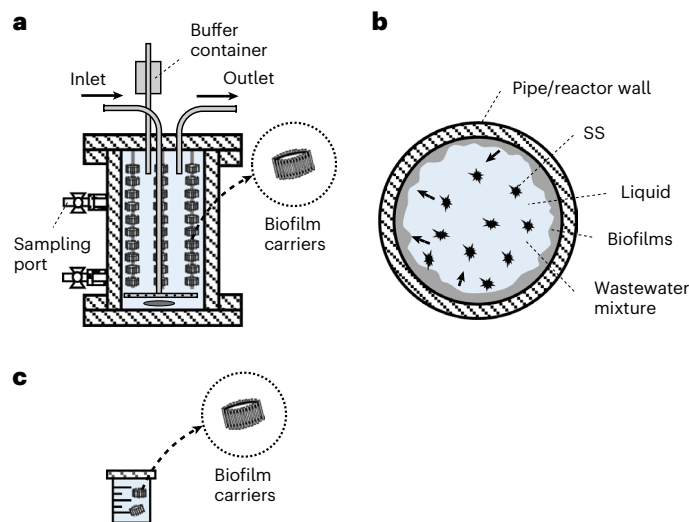 a
Buffer
container
Inlet
Outlet
Biofilm
carriers
Sampling
port
b
Pipe/reactor wall
SS
Liquid
Biofilms
Wastewater
mixture
c
Biofilm
carriers